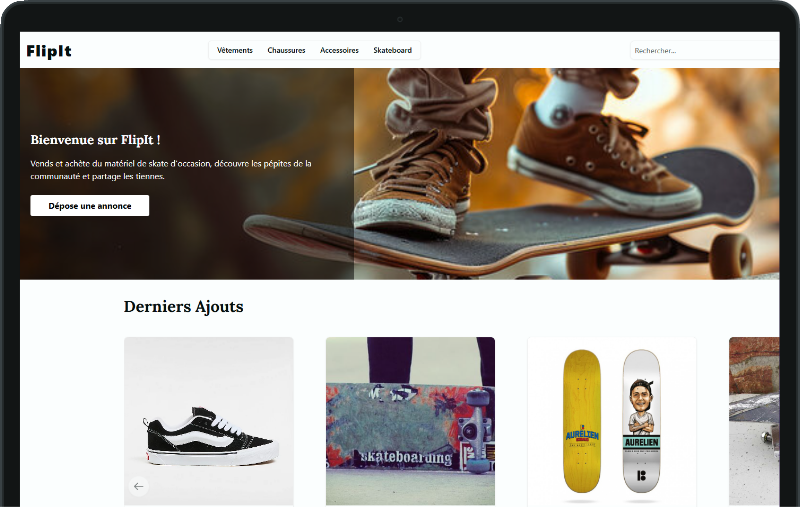 FlipIt
Vêtements
Chaussures
Accessoires
Skateboard
Rechercher...
Bienvenue sur FlipIt !
Vends et achète du matériel de skate d'occasion, découvre les pépites de la
communauté et partage les tiennes.
Dépose une annonce
Derniers Ajouts
skateboarding
AURELIEN
AURELIEN